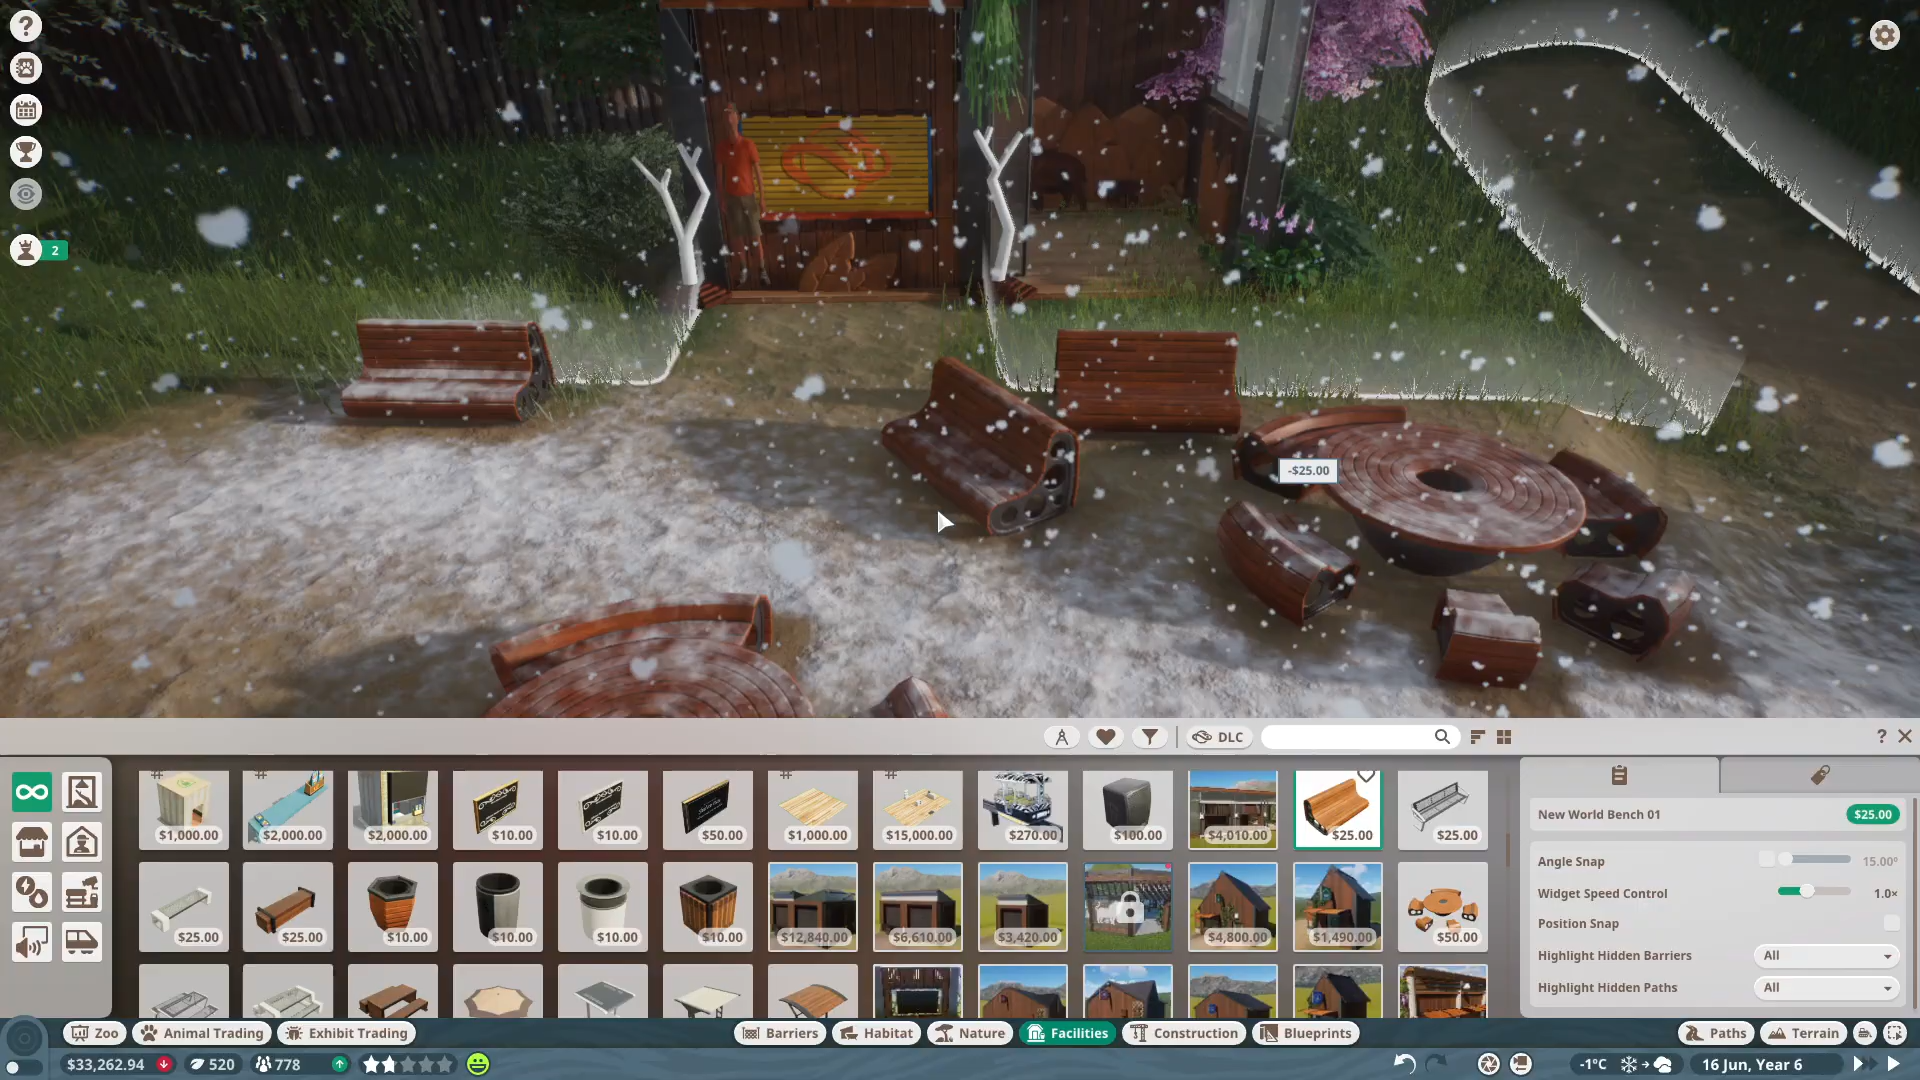 2
-$25.00
DLC
$1,000.00
$2,000.00
$2,000.00
$10.00
$10.00
$50.00
$1,000.00
$15,000.00
$270.00
$100.00
$4,010.00
$25.00
$25.00
$25.00
$25.00
$10.00
$10.00
$10.00
$10.00
$12,840.00
$6,610.00
$3,420.00
$4,800.00
$1,490.00
$50.00
New World Bench 01
$25.00
Angle Snap
15.00°
Widget Speed Control
1.0×
Position Snap
Highlight Hidden Barriers
All
Highlight Hidden Paths
All
Zoo
Animal Trading
Exhibit Trading
Barriers
Habitat
Nature
Facilities
Construction
Blueprints
Paths
Terrain
$33,262.94
520
778
-1°C
16 Jun, Year 6